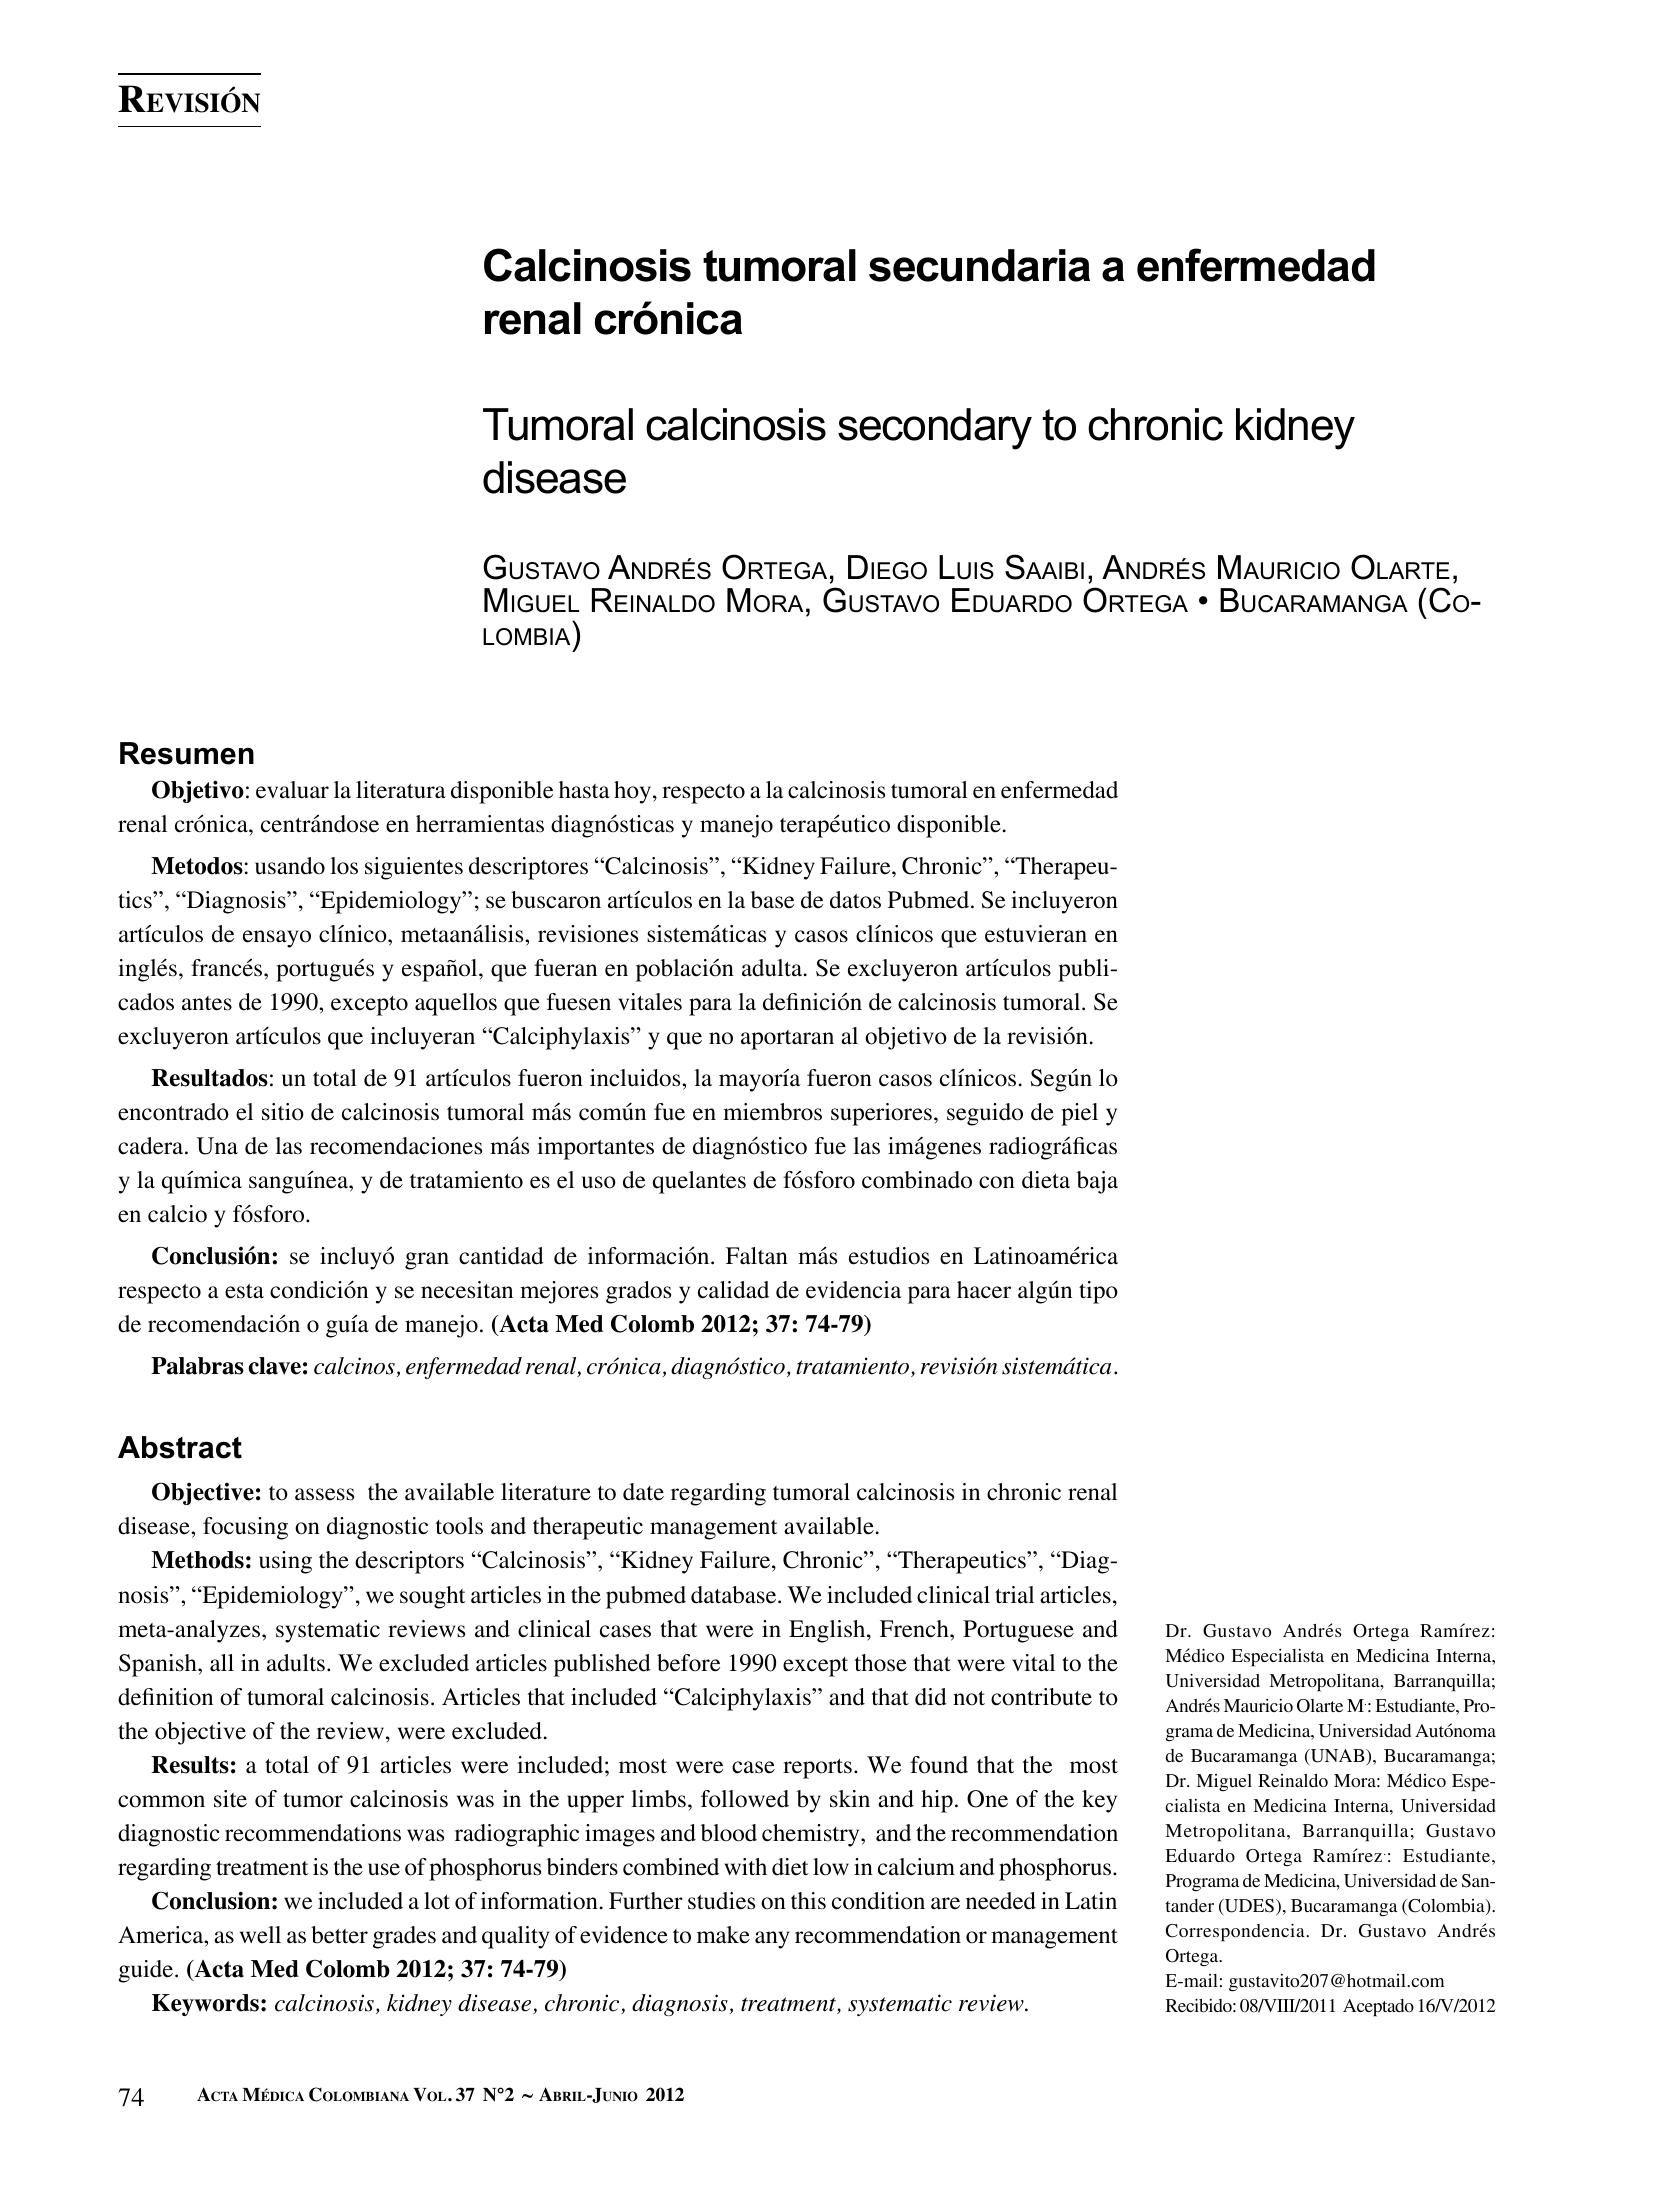 REVISIÓN
Calcinosis tumoral secundaria a enfermedad
renal crónica
Tumoral calcinosis secondary to chronic kidney
disease
GUSTAVO ANDRÉS ORTEGA, DIEGO LUIS SAAIBI, ANDRÉS MAURICIO OLARTE,
MIGUEL REINALDO MORA, GUSTAVO EDUARDO ORTEGA • BUCARAMANGA (CO-
LOMBIA)
Resumen
Objetivo: evaluar la literatura disponible hasta hoy, respecto a la calcinosis tumoral en enfermedad
renal crónica, centrándose en herramientas diagnósticas y manejo terapéutico disponible.
Metodos: usando los siguientes descriptores “Calcinosis”, “Kidney Failure, Chronic”, “Therapeu-
tics”, “Diagnosis”, “Epidemiology”; se buscaron artículos en la base de datos Pubmed. Se incluyeron
artículos de ensayo clínico, metaanálisis, revisiones sistemáticas y casos clínicos que estuvieran en
inglés, francés, portugués y español, que fueran en población adulta. Se excluyeron artículos publi-
cados antes de 1990, excepto aquellos que fuesen vitales para la definición de calcinosis tumoral. Se
excluyeron artículos que incluyeran “Calciphylaxis” y que no aportaran al objetivo de la revisión.
Resultados: un total de 91 artículos fueron incluidos, la mayoría fueron casos clínicos. Según lo
encontrado el sitio de calcinosis tumoral más común fue en miembros superiores, seguido de piel y
cadera. Una de las recomendaciones más importantes de diagnóstico fue las imágenes radiográficas
y la química sanguínea, y de tratamiento es el uso de quelantes de fósforo combinado con dieta baja
en calcio y fósforo.
Conclusión: se incluyó gran cantidad de información. Faltan más estudios en Latinoamérica
respecto a esta condición y se necesitan mejores grados y calidad de evidencia para hacer algún tipo
de recomendación o guía de manejo. (Acta Med Colomb 2012; 37: 74-79)
Palabras clave: calcinos, enfermedad renal, crónica, diagnóstico, tratamiento, revisión sistemática.
Abstract
Objective: to assess the available literature to date regarding tumoral calcinosis in chronic renal
disease, focusing on diagnostic tools and therapeutic management available.
Methods: using the descriptors “Calcinosis”, “Kidney Failure, Chronic”, “Therapeutics”, “Diag-
nosis”, “Epidemiology”, we sought articles in the pubmed database. We included clinical trial articles,
meta-analyzes, systematic reviews and clinical cases that were in English, French, Portuguese and
Spanish, all in adults. We excluded articles published before 1990 except those that were vital to the
definition of tumoral calcinosis. Articles that included “Calciphylaxis” and that did not contribute to
the objective of the review, were excluded.
Results: a total of 91 articles were included; most were case reports. We found that the most
common site of tumor calcinosis was in the upper limbs, followed by skin and hip. One of the key
diagnostic recommendations was radiographic images and blood chemistry, and the recommendation
regarding treatment is the use of phosphorus binders combined with diet low in calcium and phosphorus.
Conclusion: we included a lot of information. Further studies on this condition are needed in Latin
America, as well as better grades and quality of evidence to make any recommendation or management
guide. (Acta Med Colomb 2012; 37: 74-79)
Keywords: calcinosis, kidney disease, chronic, diagnosis, treatment, systematic review.
Dr. Gustavo Andrés Ortega Ramírez:
Médico Especialista en Medicina Interna,
Universidad Metropolitana, Barranquilla;
Andrés Mauricio Olarte M.: Estudiante, Pro-
grama de Medicina, Universidad Autónoma
de Bucaramanga (UNAB), Bucaramanga;
Dr. Miguel Reinaldo Mora: Médico Espe-
cialista en Medicina Interna, Universidad
Metropolitana, Barranquilla; Gustavo
Eduardo Ortega Ramírez: Estudiante,
Programa de Medicina, Universidad de San-
tander (UDES), Bucaramanga (Colombia).
Correspondencia. Dr. Gustavo Andrés
Ortega.
E-mail: gustavito207@hotmail.com
Recibido: 08/VIII/2011 Aceptado 16/V/2012
74 ACTA MÉDICA COLOMBIANA VOL. 37 N°2 ~ ABRIL-JUNIO 2012